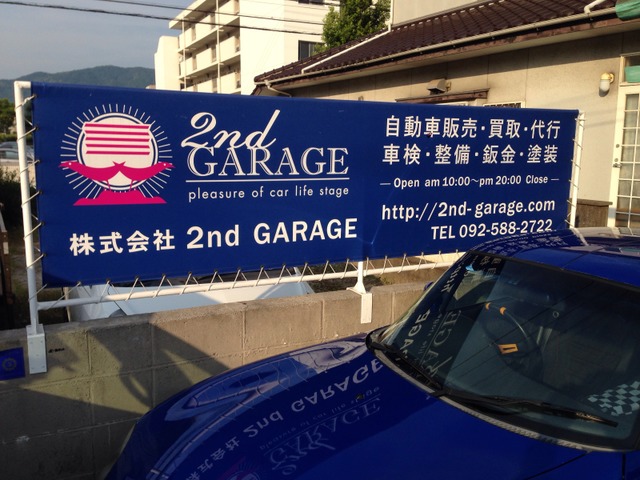 2nd
GARAGE
pleasure of car life stage
株式会社 2nd GARAGE
自動車販売・買取・代行
車検・整備・鈑金・塗装
Open am 10:00～pm 20:00 Close
http://2nd-garage.com
TEL 092-588-2722